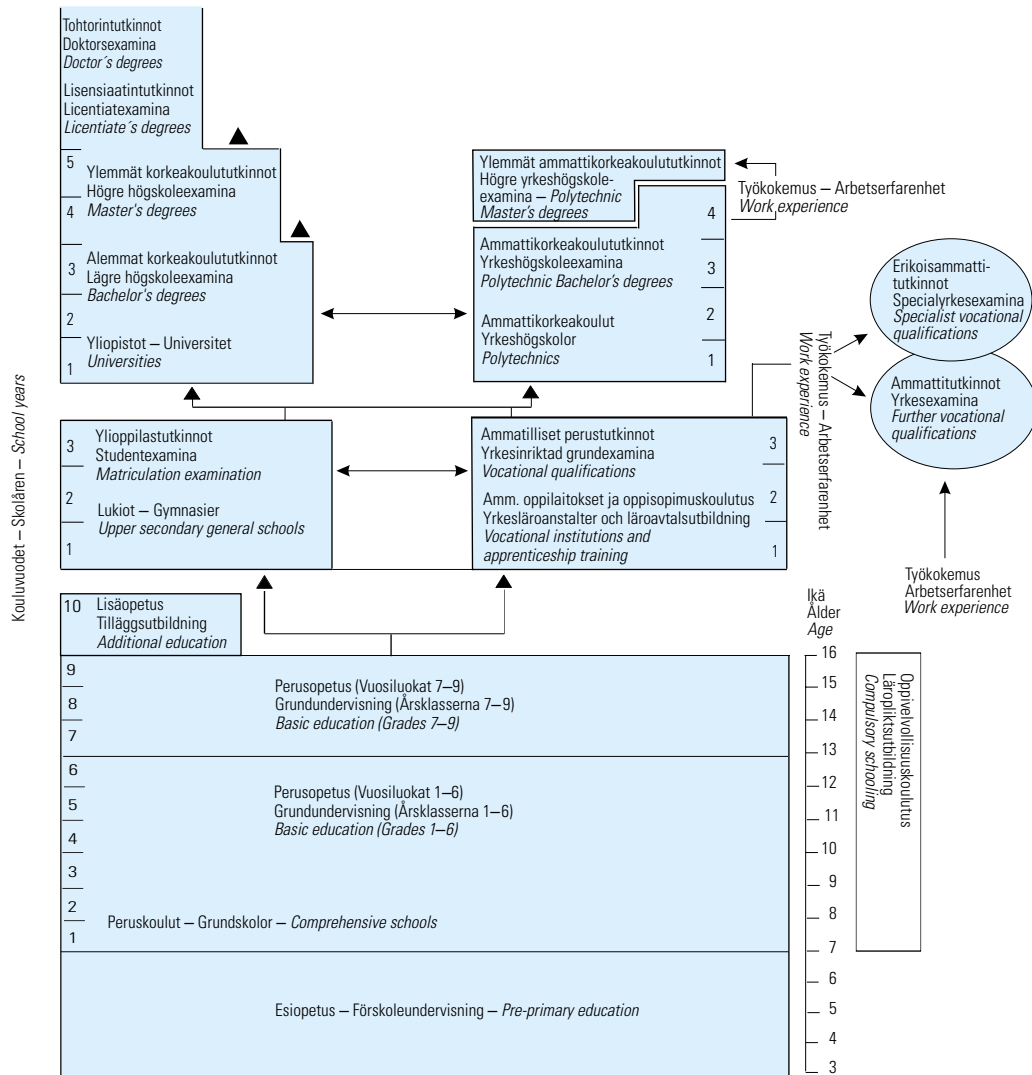 Tohtorintutkinnot
Doktorsexamina
Doctor´s degrees
Lisensiaatintutkinnot
Licentiatexamina
Licentiate´s degrees
5
Ylemmät korkeakoulututkinnot
Högre högskoleexamina
4
Master's degrees
3
Alemmat korkeakoulututkinnot
Lägre högskoleexamina
Bachelor's degrees
2
Yliopistot – Universitet
1
Universities
Ylemmät ammattikorkeakoulututkinnot
Högre yrkeshögskole-
examina – Polytechnic
Master's degrees
4
Ammattikorkeakoulututkinnot
Yrkeshögskoleexamina
3
Polytechnic Bachelor's degrees
Ammattikorkeakoulut
2
Yrkeshögskolor
Polytechnics
1
Työkokemus – Arbetserfarenhet
Work experience
Erikoisammatti-
tutkinnot
Specialyrkesexamina
Specialist vocational
qualifications
Ammattitutkinnot
Yrkesexamina
Further vocational
qualifications
Työkokemus – Arbetserfarenhet
Work experience
Työkokemus
Arbetserfarenhet
Work experience
Kouluvuodet – Skolåren – School years
3
Ylioppilastutkinnot
Studentexamina
Matriculation examination
2
Lukiot – Gymnasier
Upper secondary general schools
1
Ammatilliset perustutkinnot
3
Yrkesinriktad grundexamina
Vocational qualifications
Amm. oppilaitokset ja oppisopimuskoulutus
2
Yrkesläroanstalter och läroavtalsutbildning
Vocational institutions and
apprenticeship training
1
10
Lisäopetus
Tilläggsutbildning
Additional education
9
Perusopetus (Vuosiluokat 7–9)
8
Grundundervisning (Årsklasserna 7–9)
Basic education (Grades 7–9)
7
6
Perusopetus (Vuosiluokat 1–6)
5
Grundundervisning (Årsklasserna 1–6)
Basic education (Grades 1–6)
4
3
2
Peruskoulut – Grundskolor – Comprehensive schools
1
Esiopetus – Förskoleundervisning – Pre-primary education
Ikä
Ålder
Age
16
15
14
13
12
11
10
9
8
7
6
5
4
3
Oppivelvollisuuskoulutus
Läropliktsutbildning
Compulsory schooling